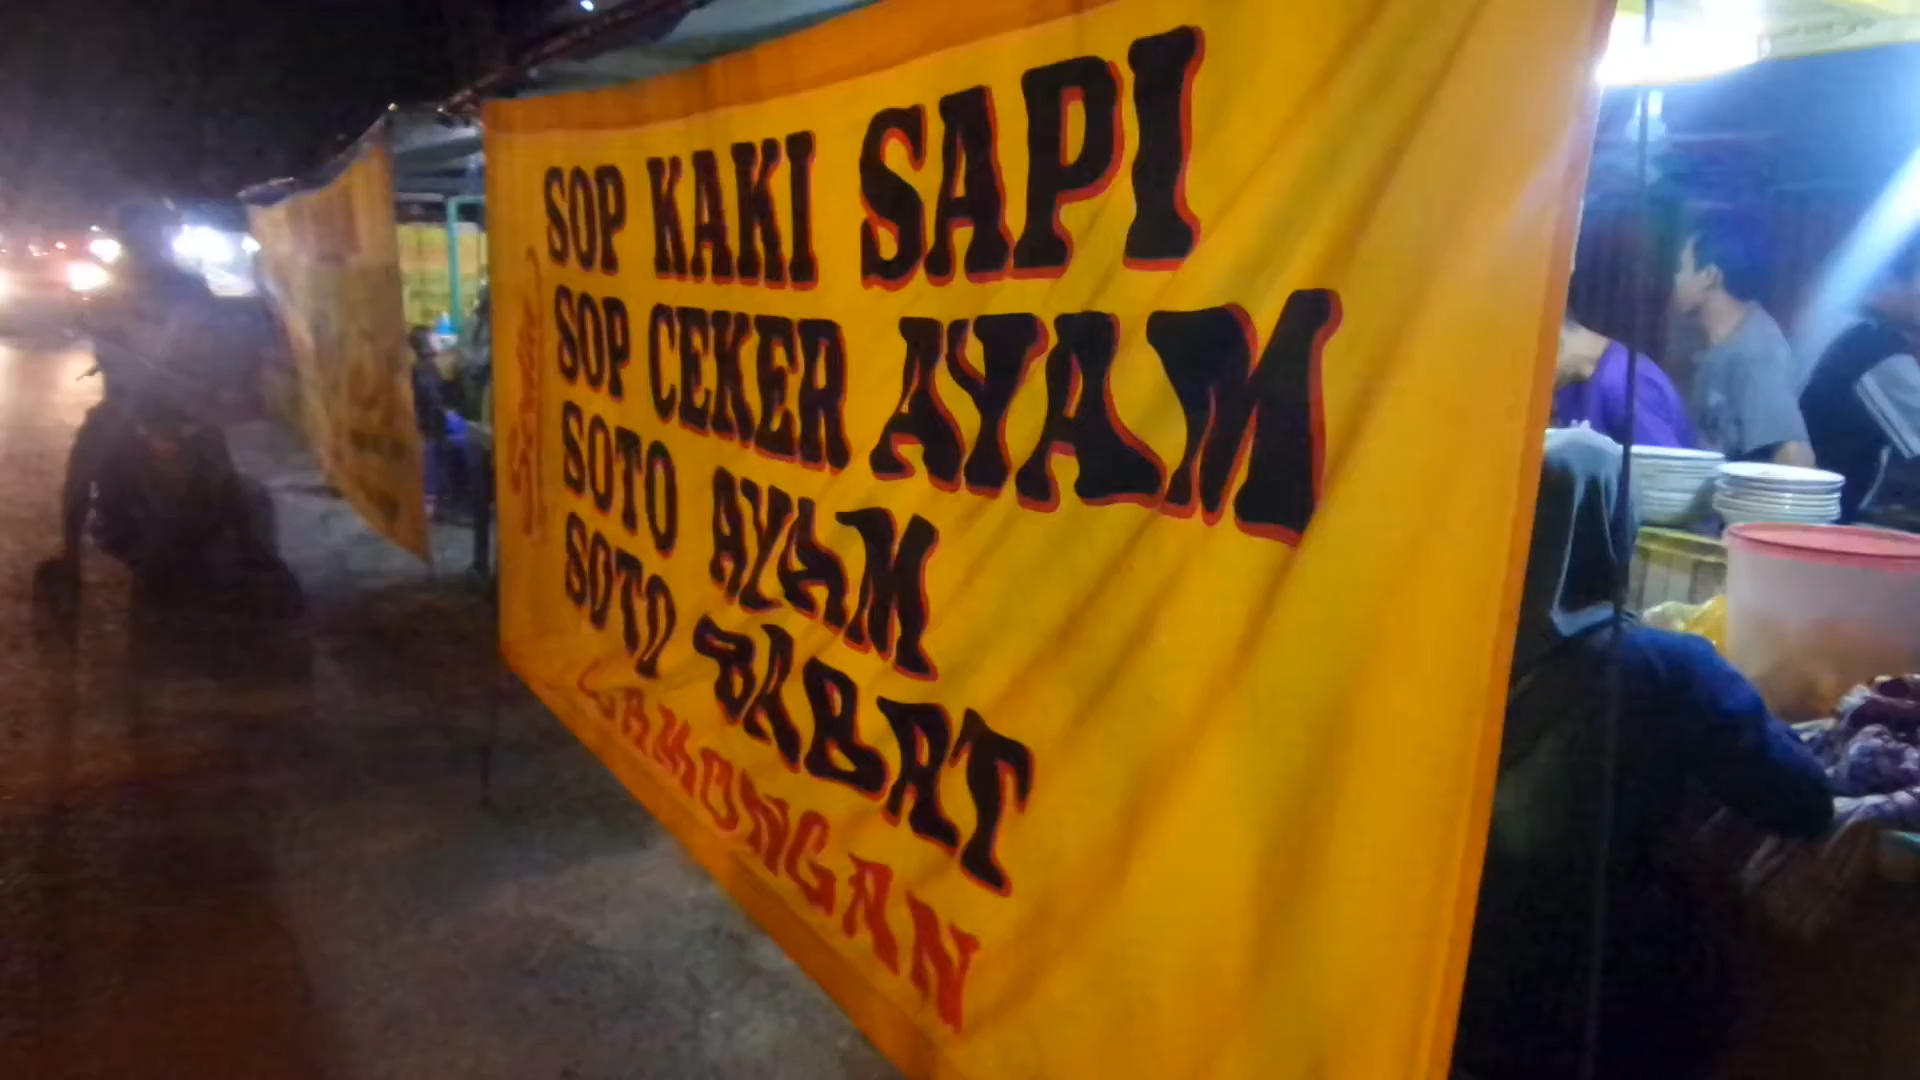 SOP KAKI SAPI
SOP CEKER AYAM
SOTO AYAM
SOTO BABAT
LAMONGAN